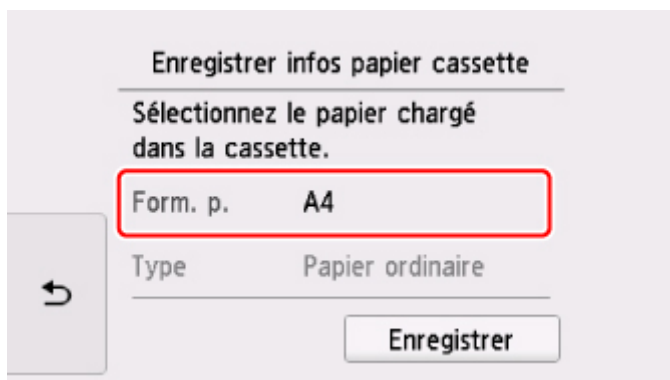 Enregistrer infos papier cassette
Sélectionnez le papier chargé
dans la cassette.
Form. p. A4
Type Papier ordinaire
Enregistrer